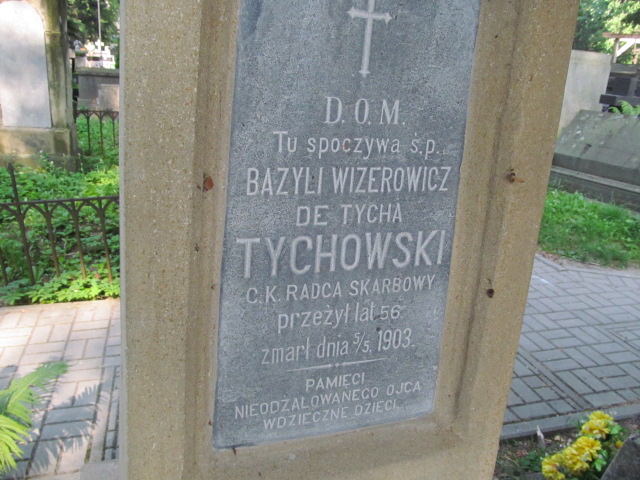 D. O. M.
Tu spoczywa ś.p.
BAZYLI WIZEROWICZ
DE TYCHA
TYCHOWSKI
C.K. RADCA SKARBOWY
przeżył lat 56
zmarł dnia 5/5. 1903.
PAMIĘCI
NIEODŻAŁOWANEGO OJCA
WDZIĘCZNE DZIECI.